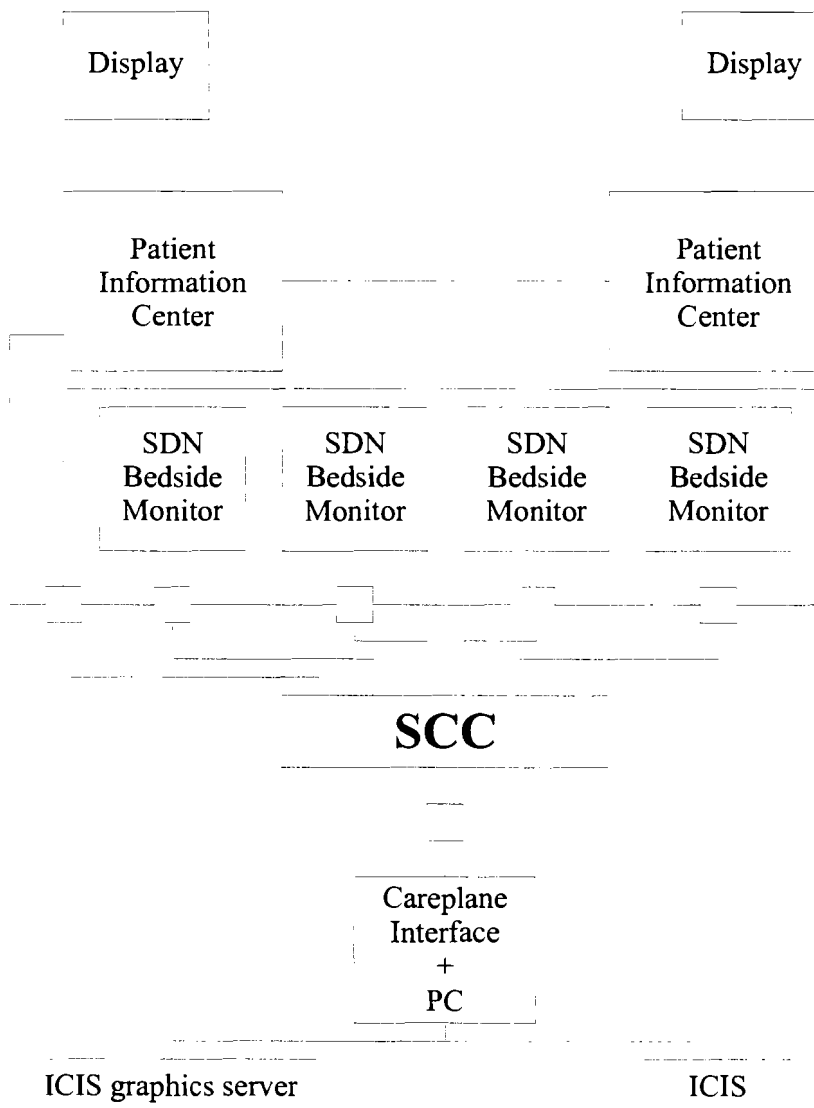 Display
Display
Patient
Information
Center
Patient
Information
Center
SDN
Bedside
Monitor
SDN
Bedside
Monitor
SDN
Bedside
Monitor
SDN
Bedside
Monitor
SCC
Careplane
Interface
+
PC
ICIS graphics server
ICIS